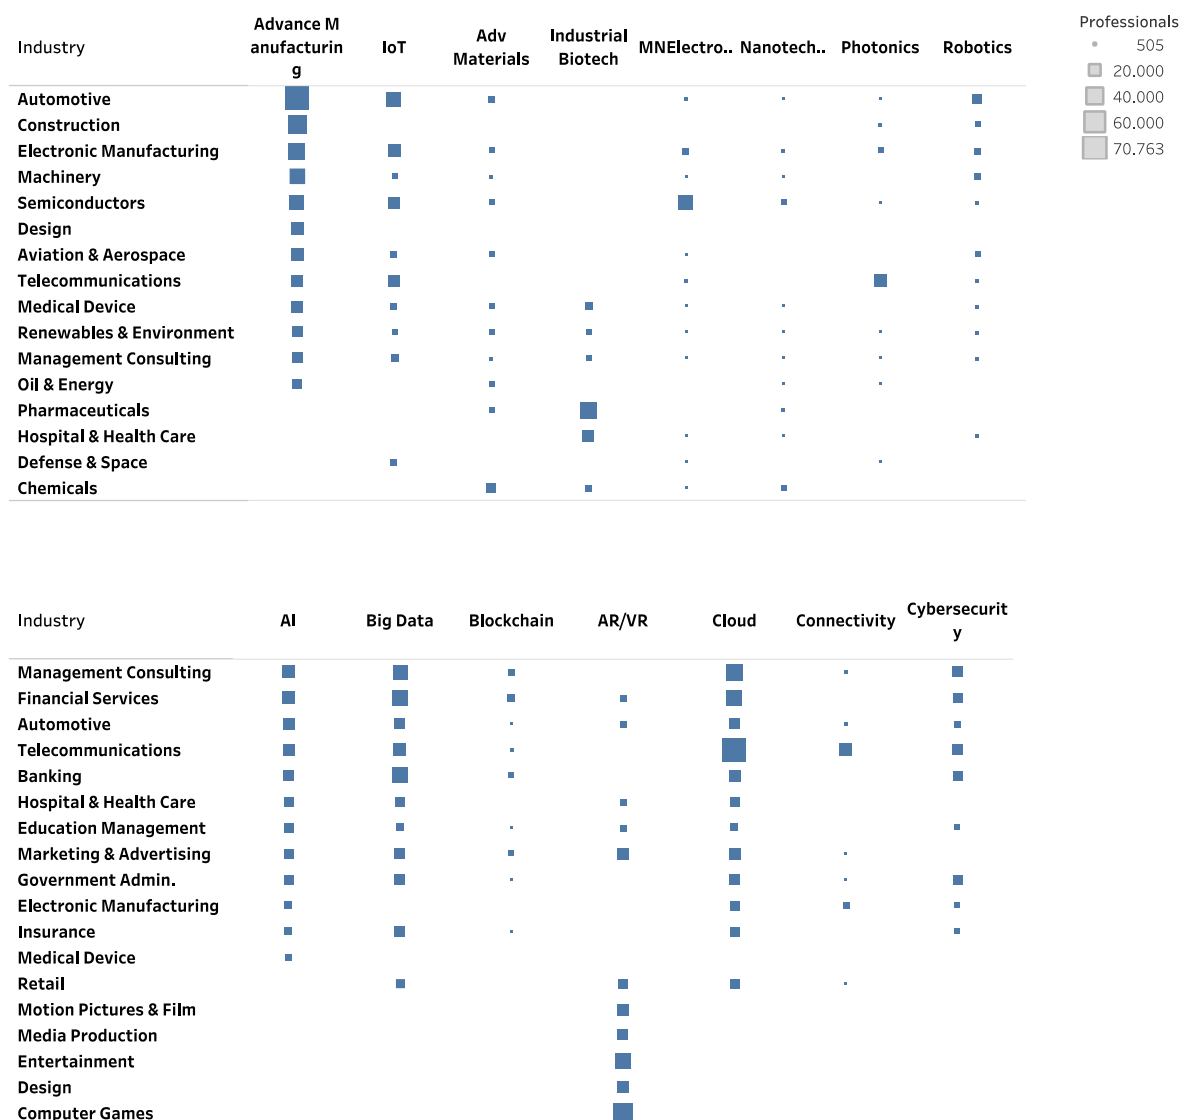 Industry
Advance M
anufacturin
g
IoT
Adv
Materials
Industrial
Biotech
MNElectro..
Nanotech..
Photonics
Robotics
Professionals
505
20.000
40.000
60.000
70.763
Automotive
Construction
Electronic Manufacturing
Machinery
Semiconductors
Design
Aviation & Aerospace
Telecommunications
Medical Device
Renewables & Environment
Management Consulting
Oil & Energy
Pharmaceuticals
Hospital & Health Care
Defense & Space
Chemicals
Industry
AI
Big Data
Blockchain
AR/VR
Cloud
Connectivity
Cybersecurit
y
Management Consulting
Financial Services
Automotive
Telecommunications
Banking
Hospital & Health Care
Education Management
Marketing & Advertising
Government Admin.
Electronic Manufacturing
Insurance
Medical Device
Retail
Motion Pictures & Film
Media Production
Entertainment
Design
Computer Games